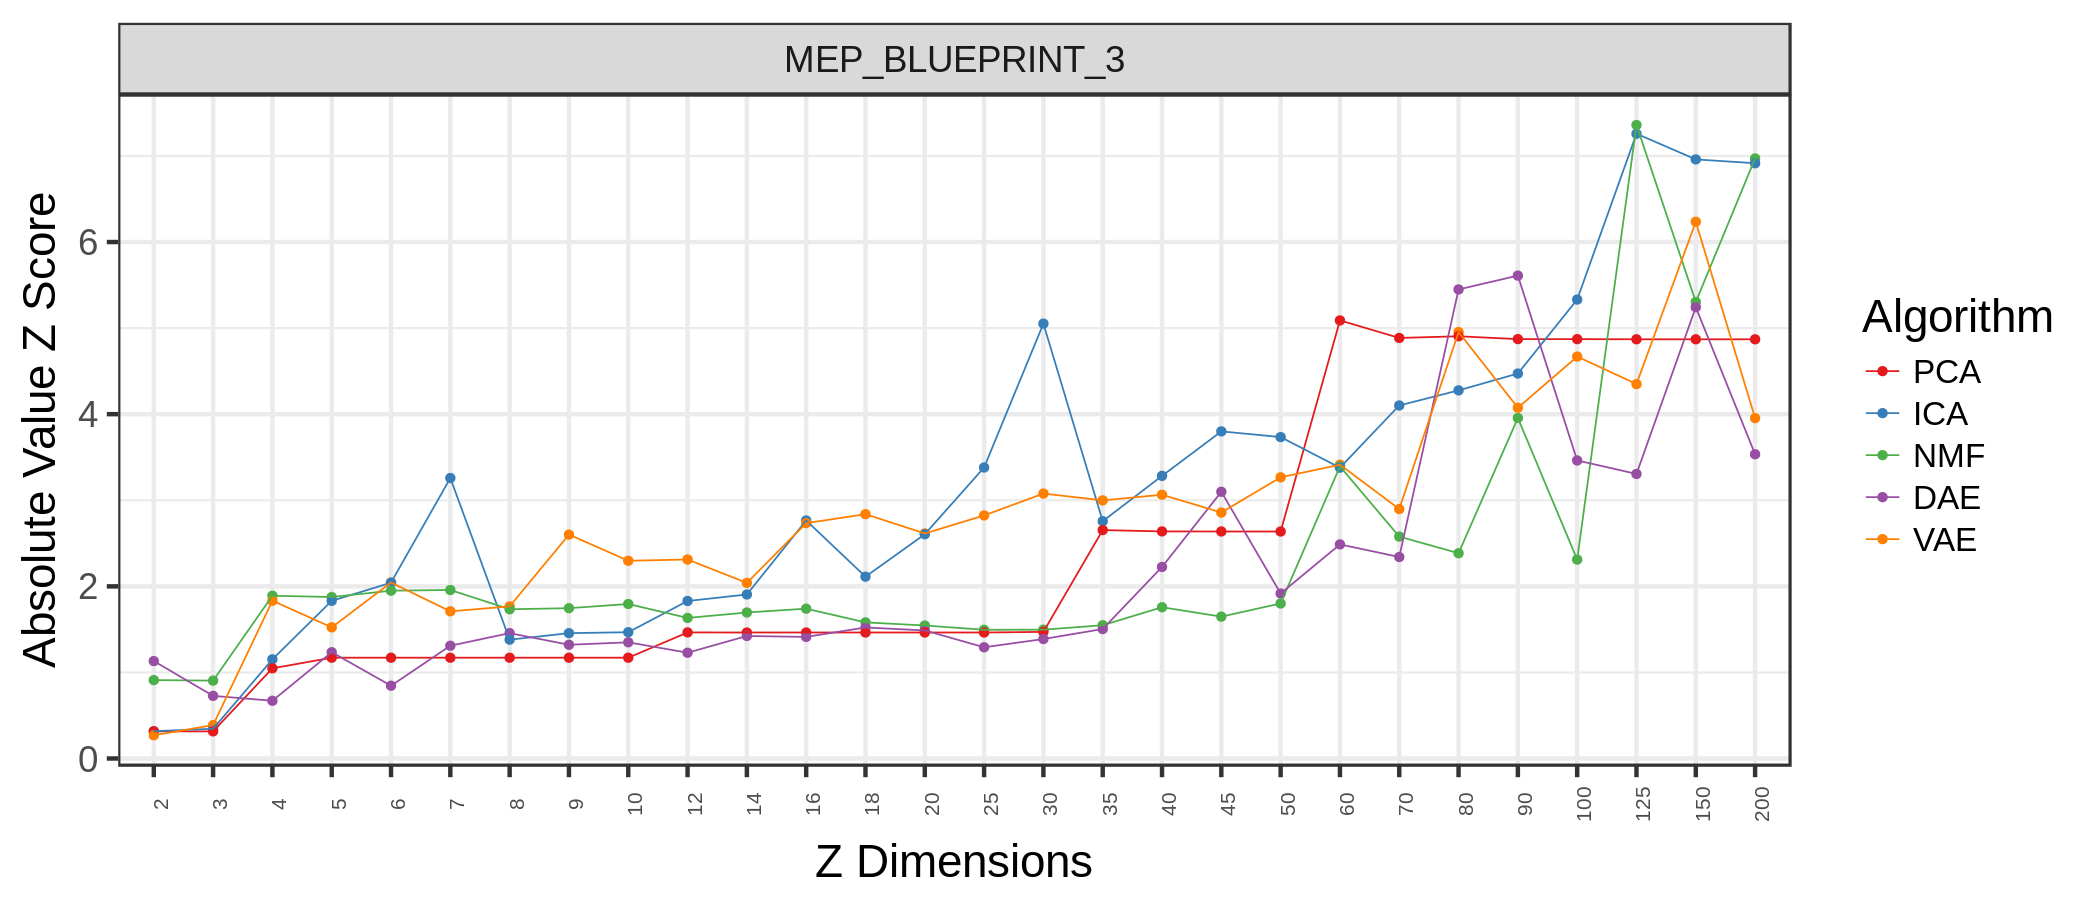 MEP_BLUEPRINT_3
Absolute Value Z Score
6
4
2
0
2 3 4 5 6 7 8 9 10 12 14 16 18 20 25 30 35 40 45 50 60 70 80 90 100 125 150 200
Z Dimensions
Algorithm
PCA
ICA
NMF
DAE
VAE